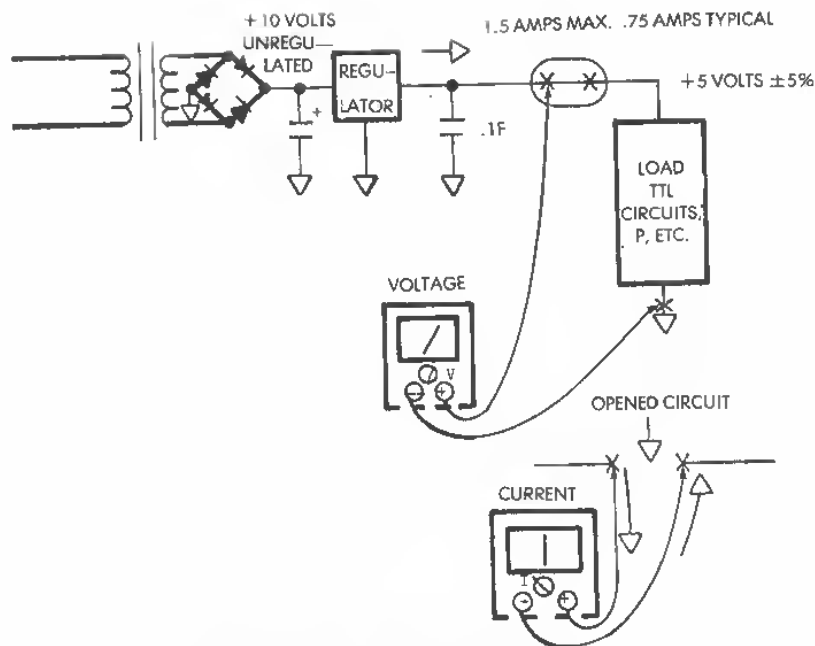 +10 VOLTS
UNREGU-
LATED
1.5 AMPS MAX. .75 AMPS TYPICAL
REGU-
LATOR
+
.1F
+5 VOLTS ±5%
LOAD
TTL
CIRCUITS,
P, ETC.
VOLTAGE
V
- +
OPENED CIRCUIT
CURRENT
I
- +